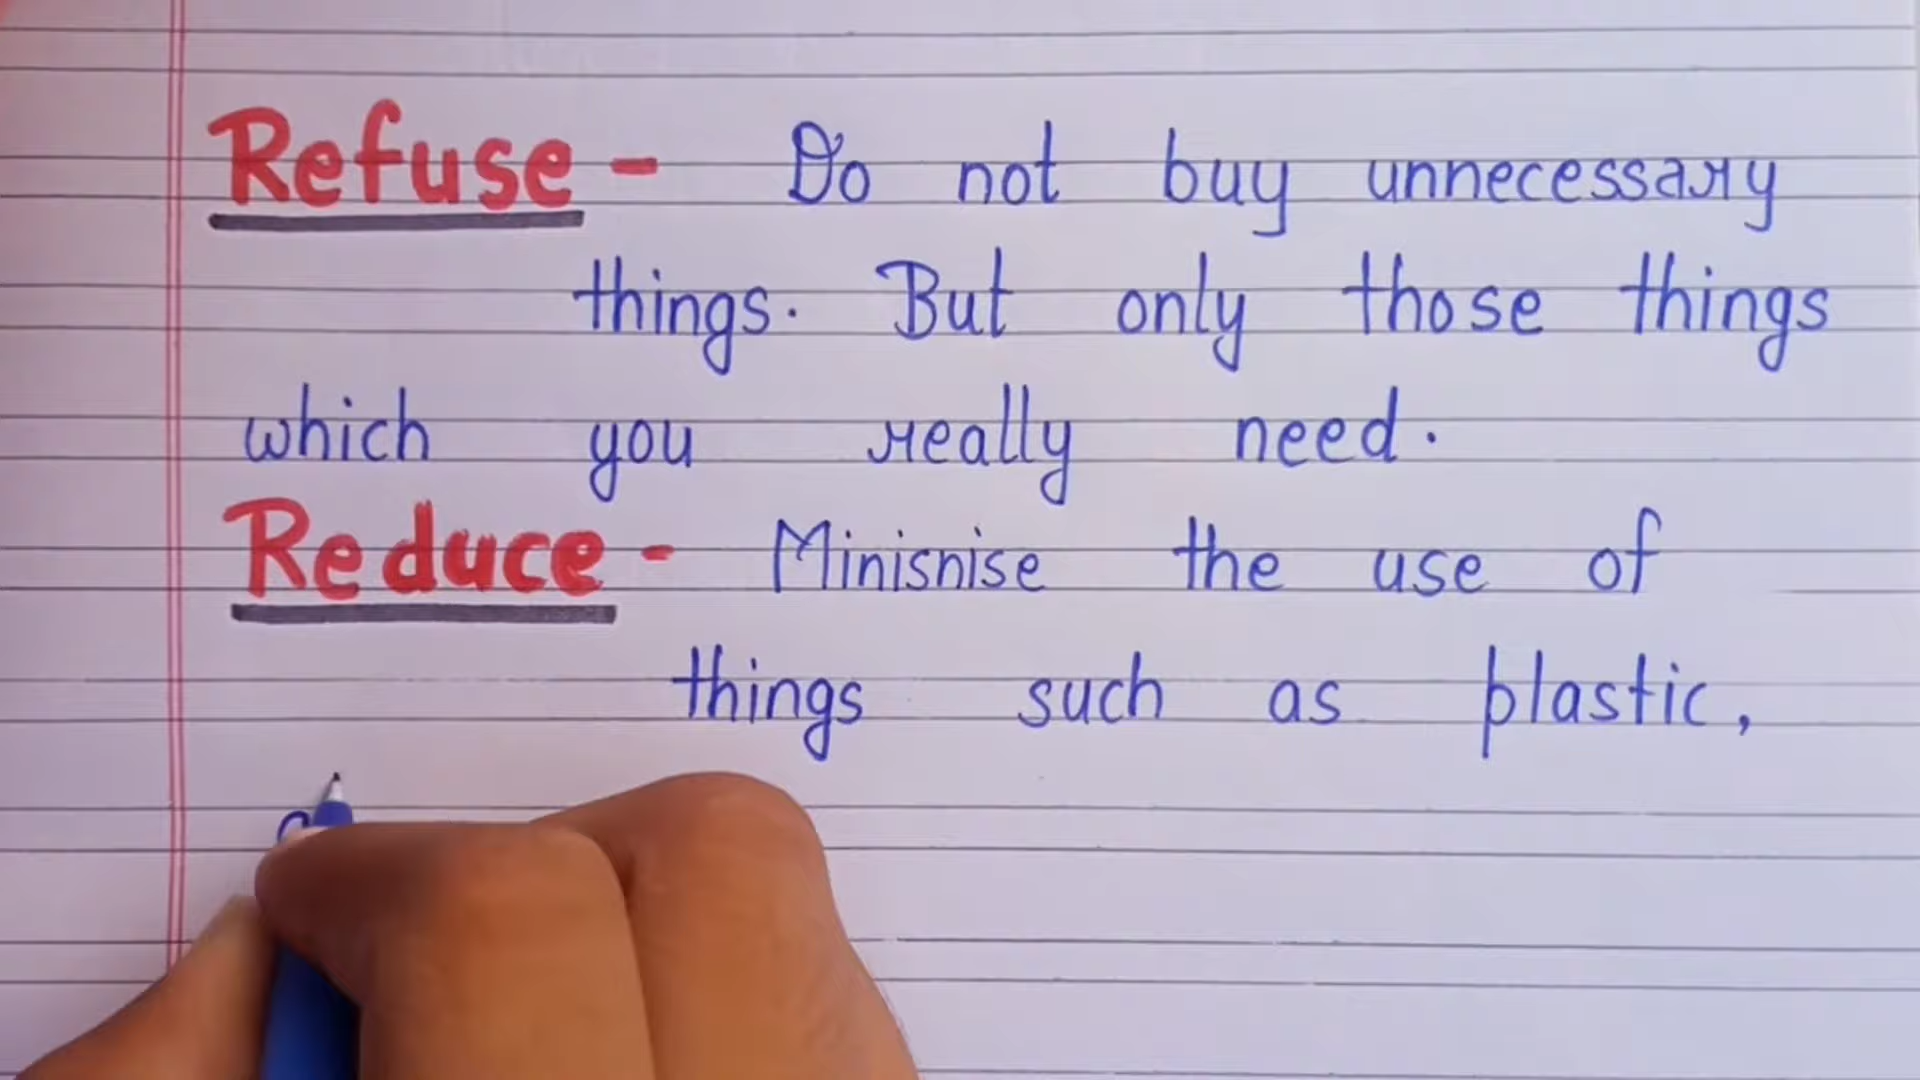 Refuse - Do not buy unnecessary
things. But only those things
which you really need.
Reduce - Minisnise the use of
things such as plastic,